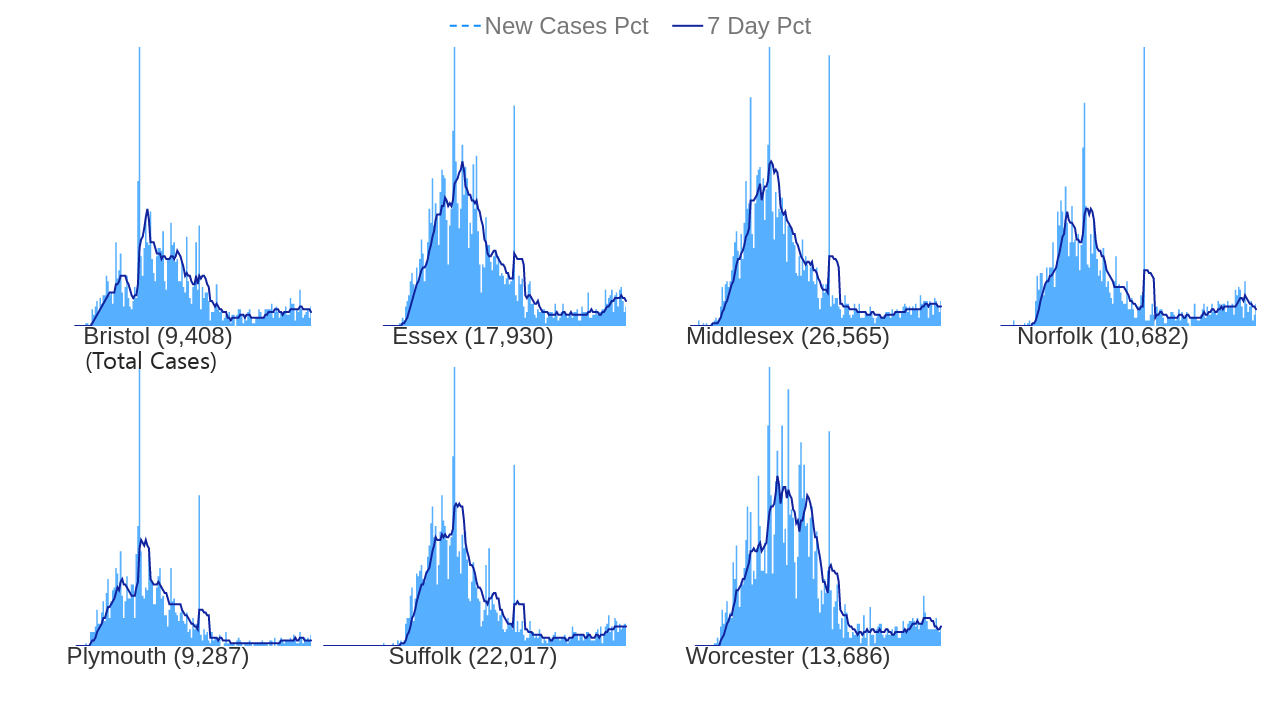 New Cases Pct 7 Day Pct
Bristol (9,408) Essex (17,930) Middlesex (26,565) Norfolk (10,682)
(Total Cases)
Plymouth (9,287) Suffolk (22,017) Worcester (13,686)